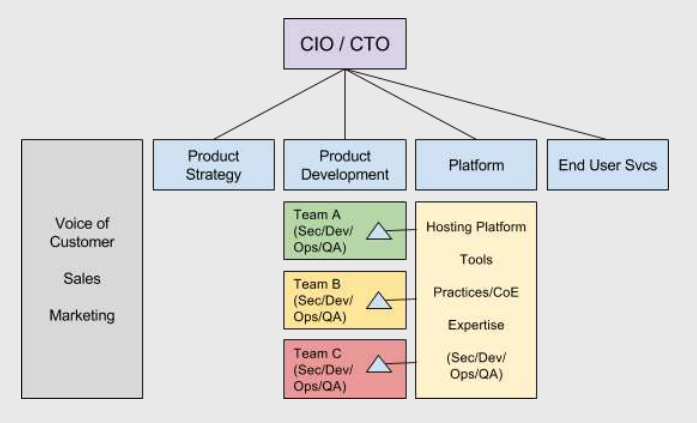 CIO / CTO
Product
Strategy
Product
Development
Platform
End User Svcs
Voice of
Customer
Sales
Marketing
Team A
(Sec/Dev/
Ops/QA)
Team B
(Sec/Dev/
Ops/QA)
Team C
(Sec/Dev/
Ops/QA)
Hosting Platform
Tools
Practices/CoE
Expertise
(Sec/Dev/
Ops/QA)